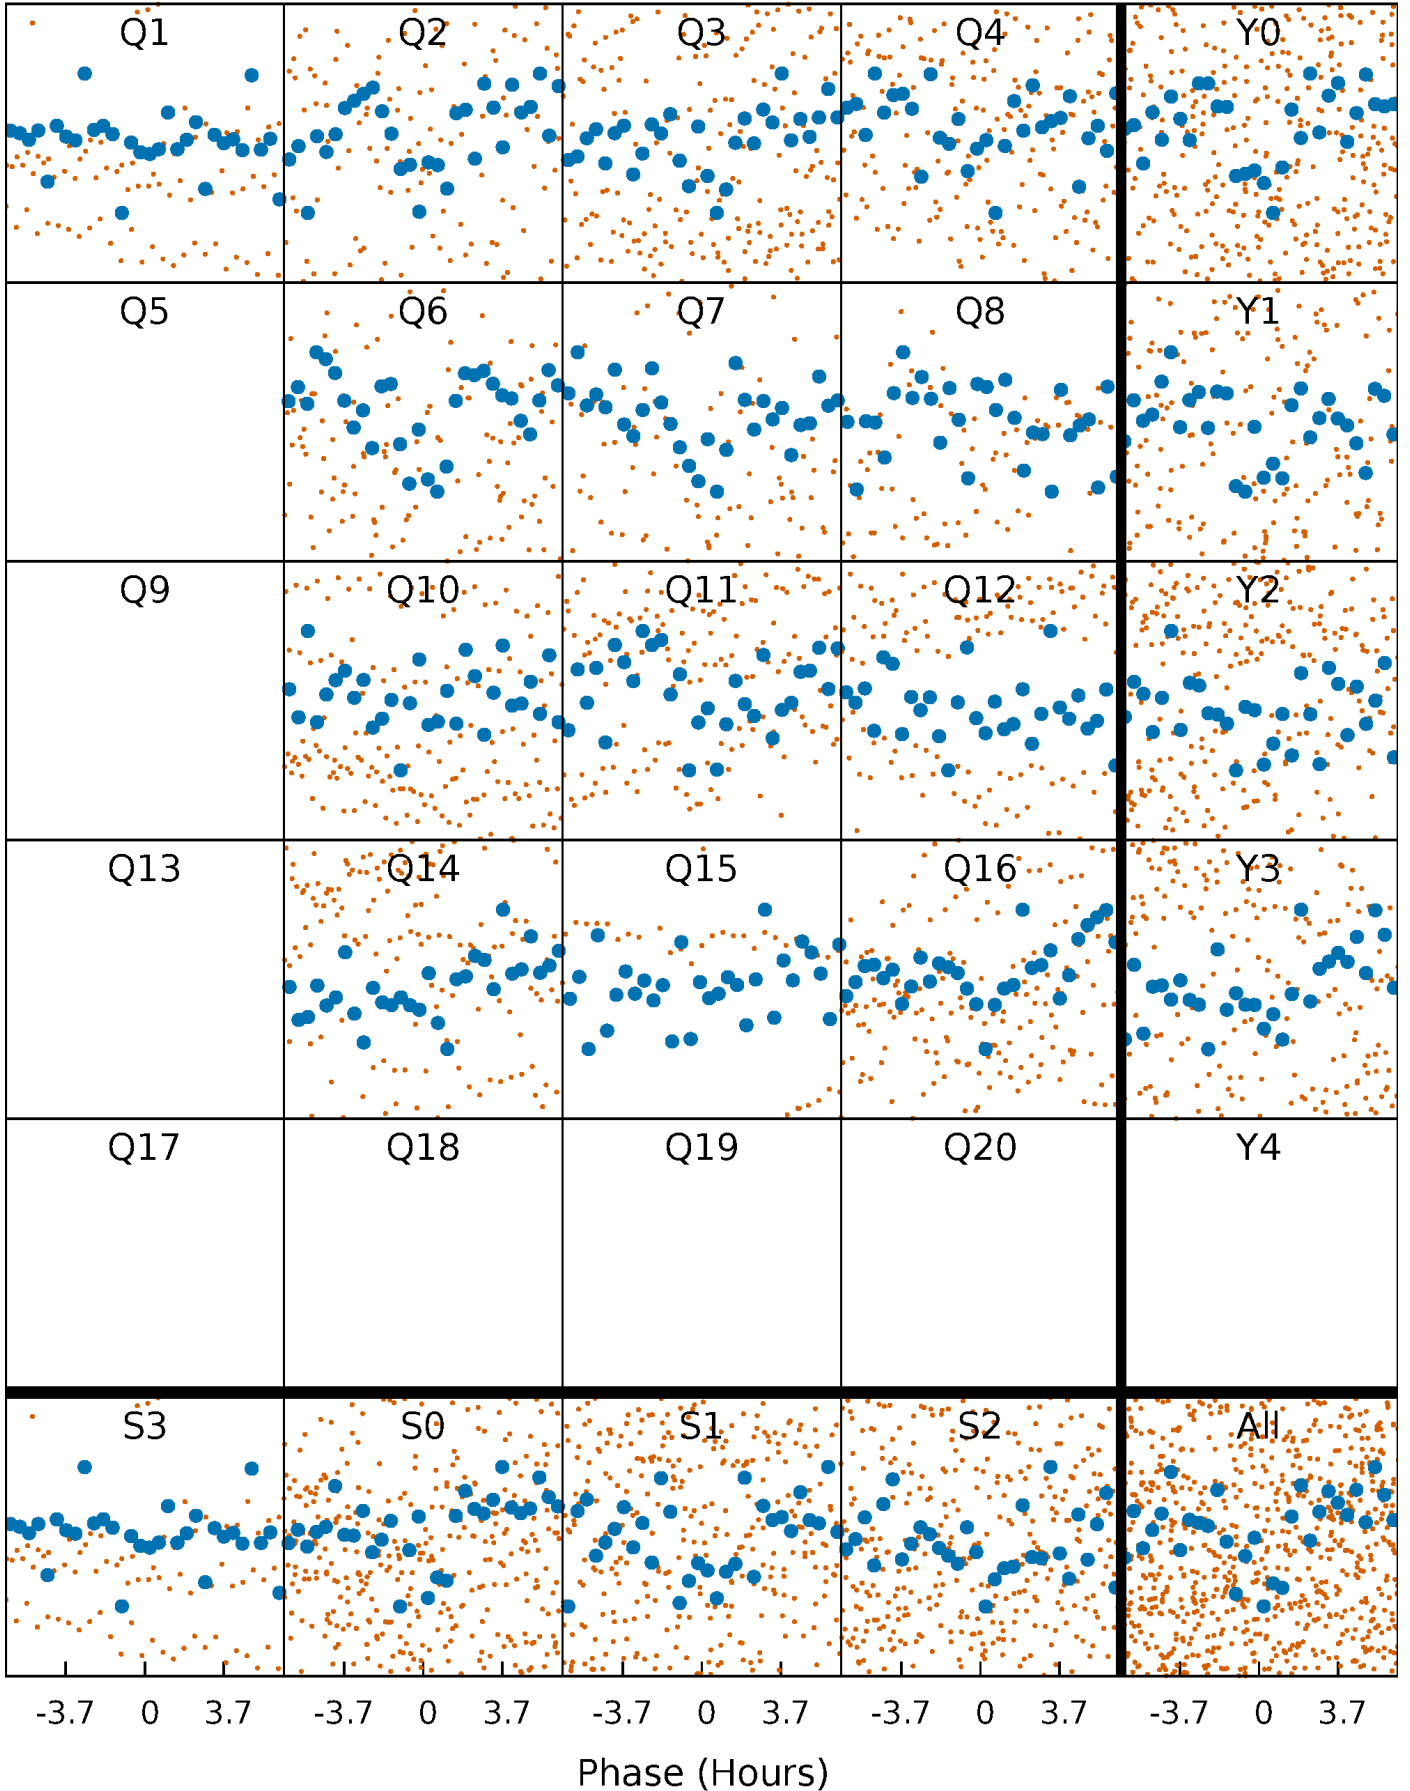 Q1 Q2 Q3 Q4 Y0
Q5 Q6 Q7 Q8 Y1
Q9 Q10 Q11 Q12 Y2
Q13 Q14 Q15 Q16 Y3
Q17 Q18 Q19 Q20 Y4
S3 S0 S1 S2 All
-3.7 0 3.7 -3.7 0 3.7 -3.7 0 3.7 -3.7 0 3.7 -3.7 0 3.7
Phase (Hours)